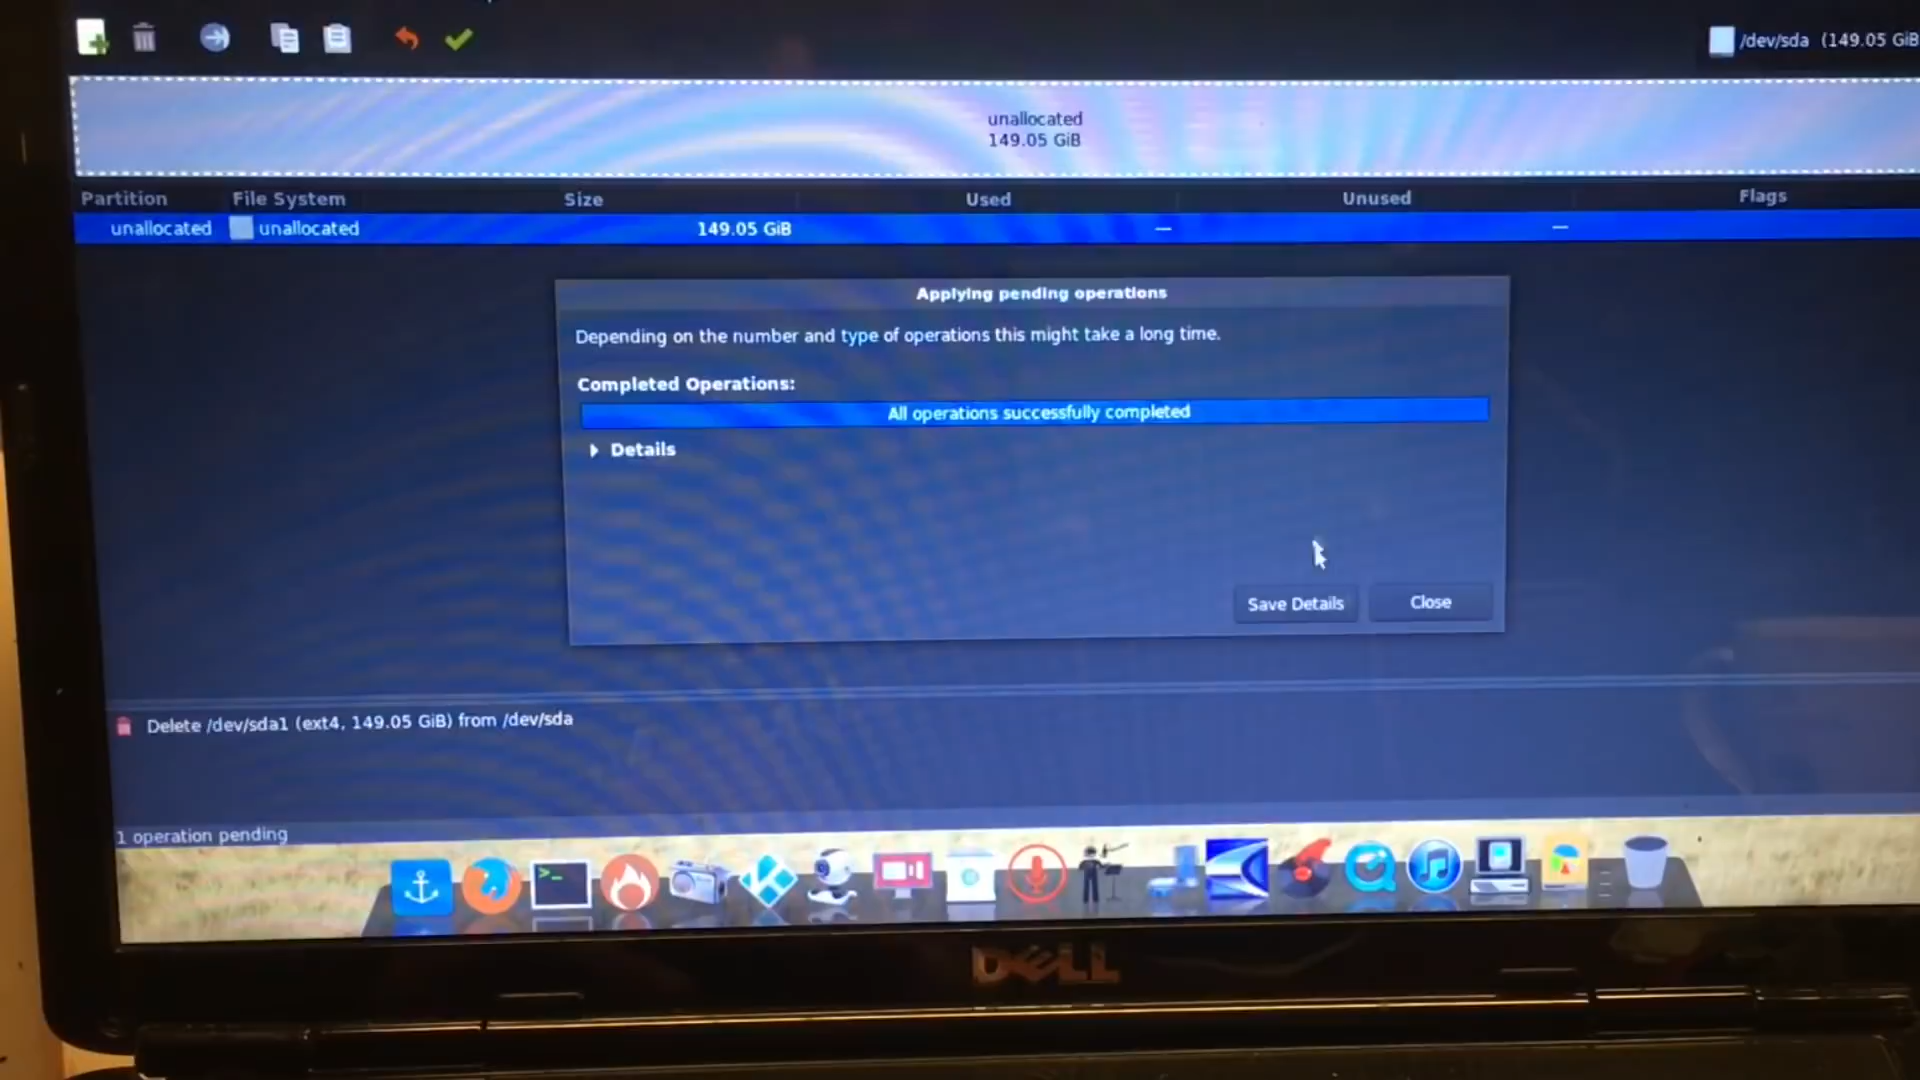 /dev/sda (149.05 GiB
unallocated
149.05 GiB
Partition File System Size Used Unused Flags
unallocated unallocated 149.05 GiB — —
Applying pending operations
Depending on the number and type of operations this might take a long time.
Completed Operations:
All operations successfully completed
Details
Save Details Close
Delete /dev/sda1 (ext4, 149.05 GiB) from /dev/sda
1 operation pending
>_
DELL